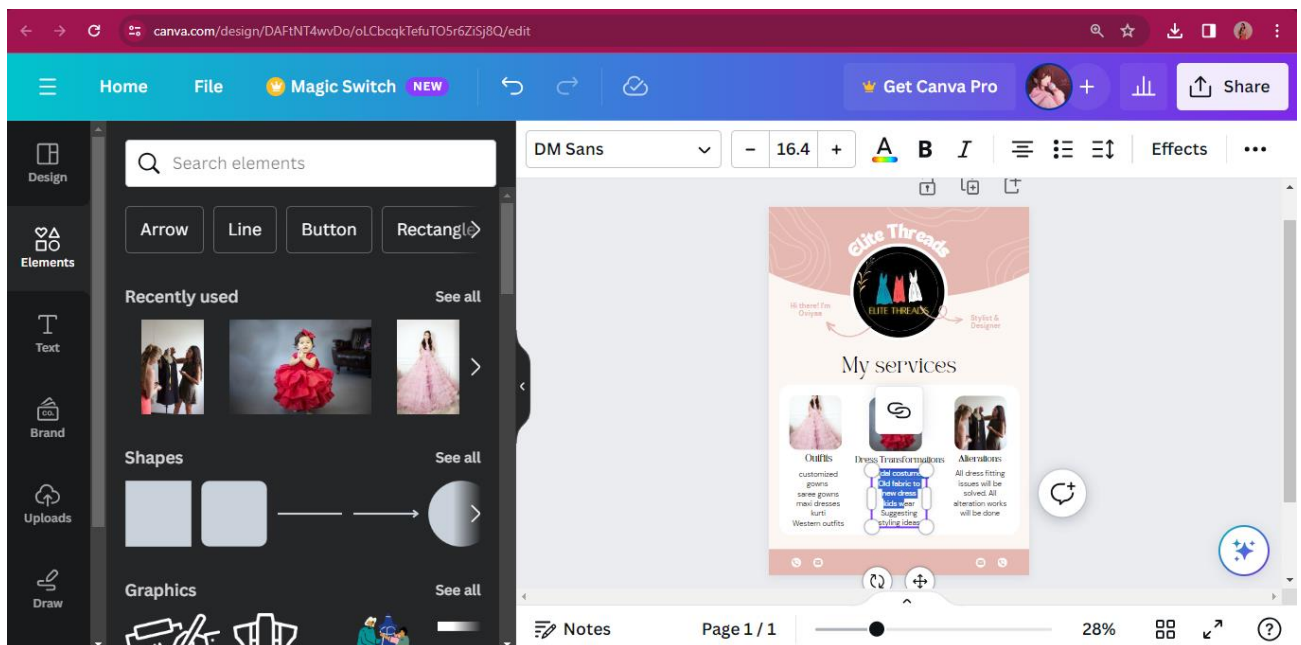 canva.com/design/DAFtNT4wvDo/oLCbcqkTefuTO5r6ZiSj8Q/edit
Home File Magic Switch NEW Get Canva Pro Share
Design
Elements
Text
Brand
CO.
Uploads
Draw
Search elements
Arrow Line Button Rectangle
Recently used See all
Shapes See all
Graphics See all
DM Sans - 16.4 + A B I Effects
Elite Threads
ELITE THREADS
Hi there! I'm
Oviyaa
Stylist &
Designer
My services
Outfits
customized
gowns
saree gowns
maxi dresses
kurti
Western outfits
Dress Transformations
costum
Old fabric to
new dress
kids wear
Suggesting
styling ideas
Alterations
All dress fitting
issues will be
solved. All
alteration works
will be done
Notes Page 1 / 1 28%